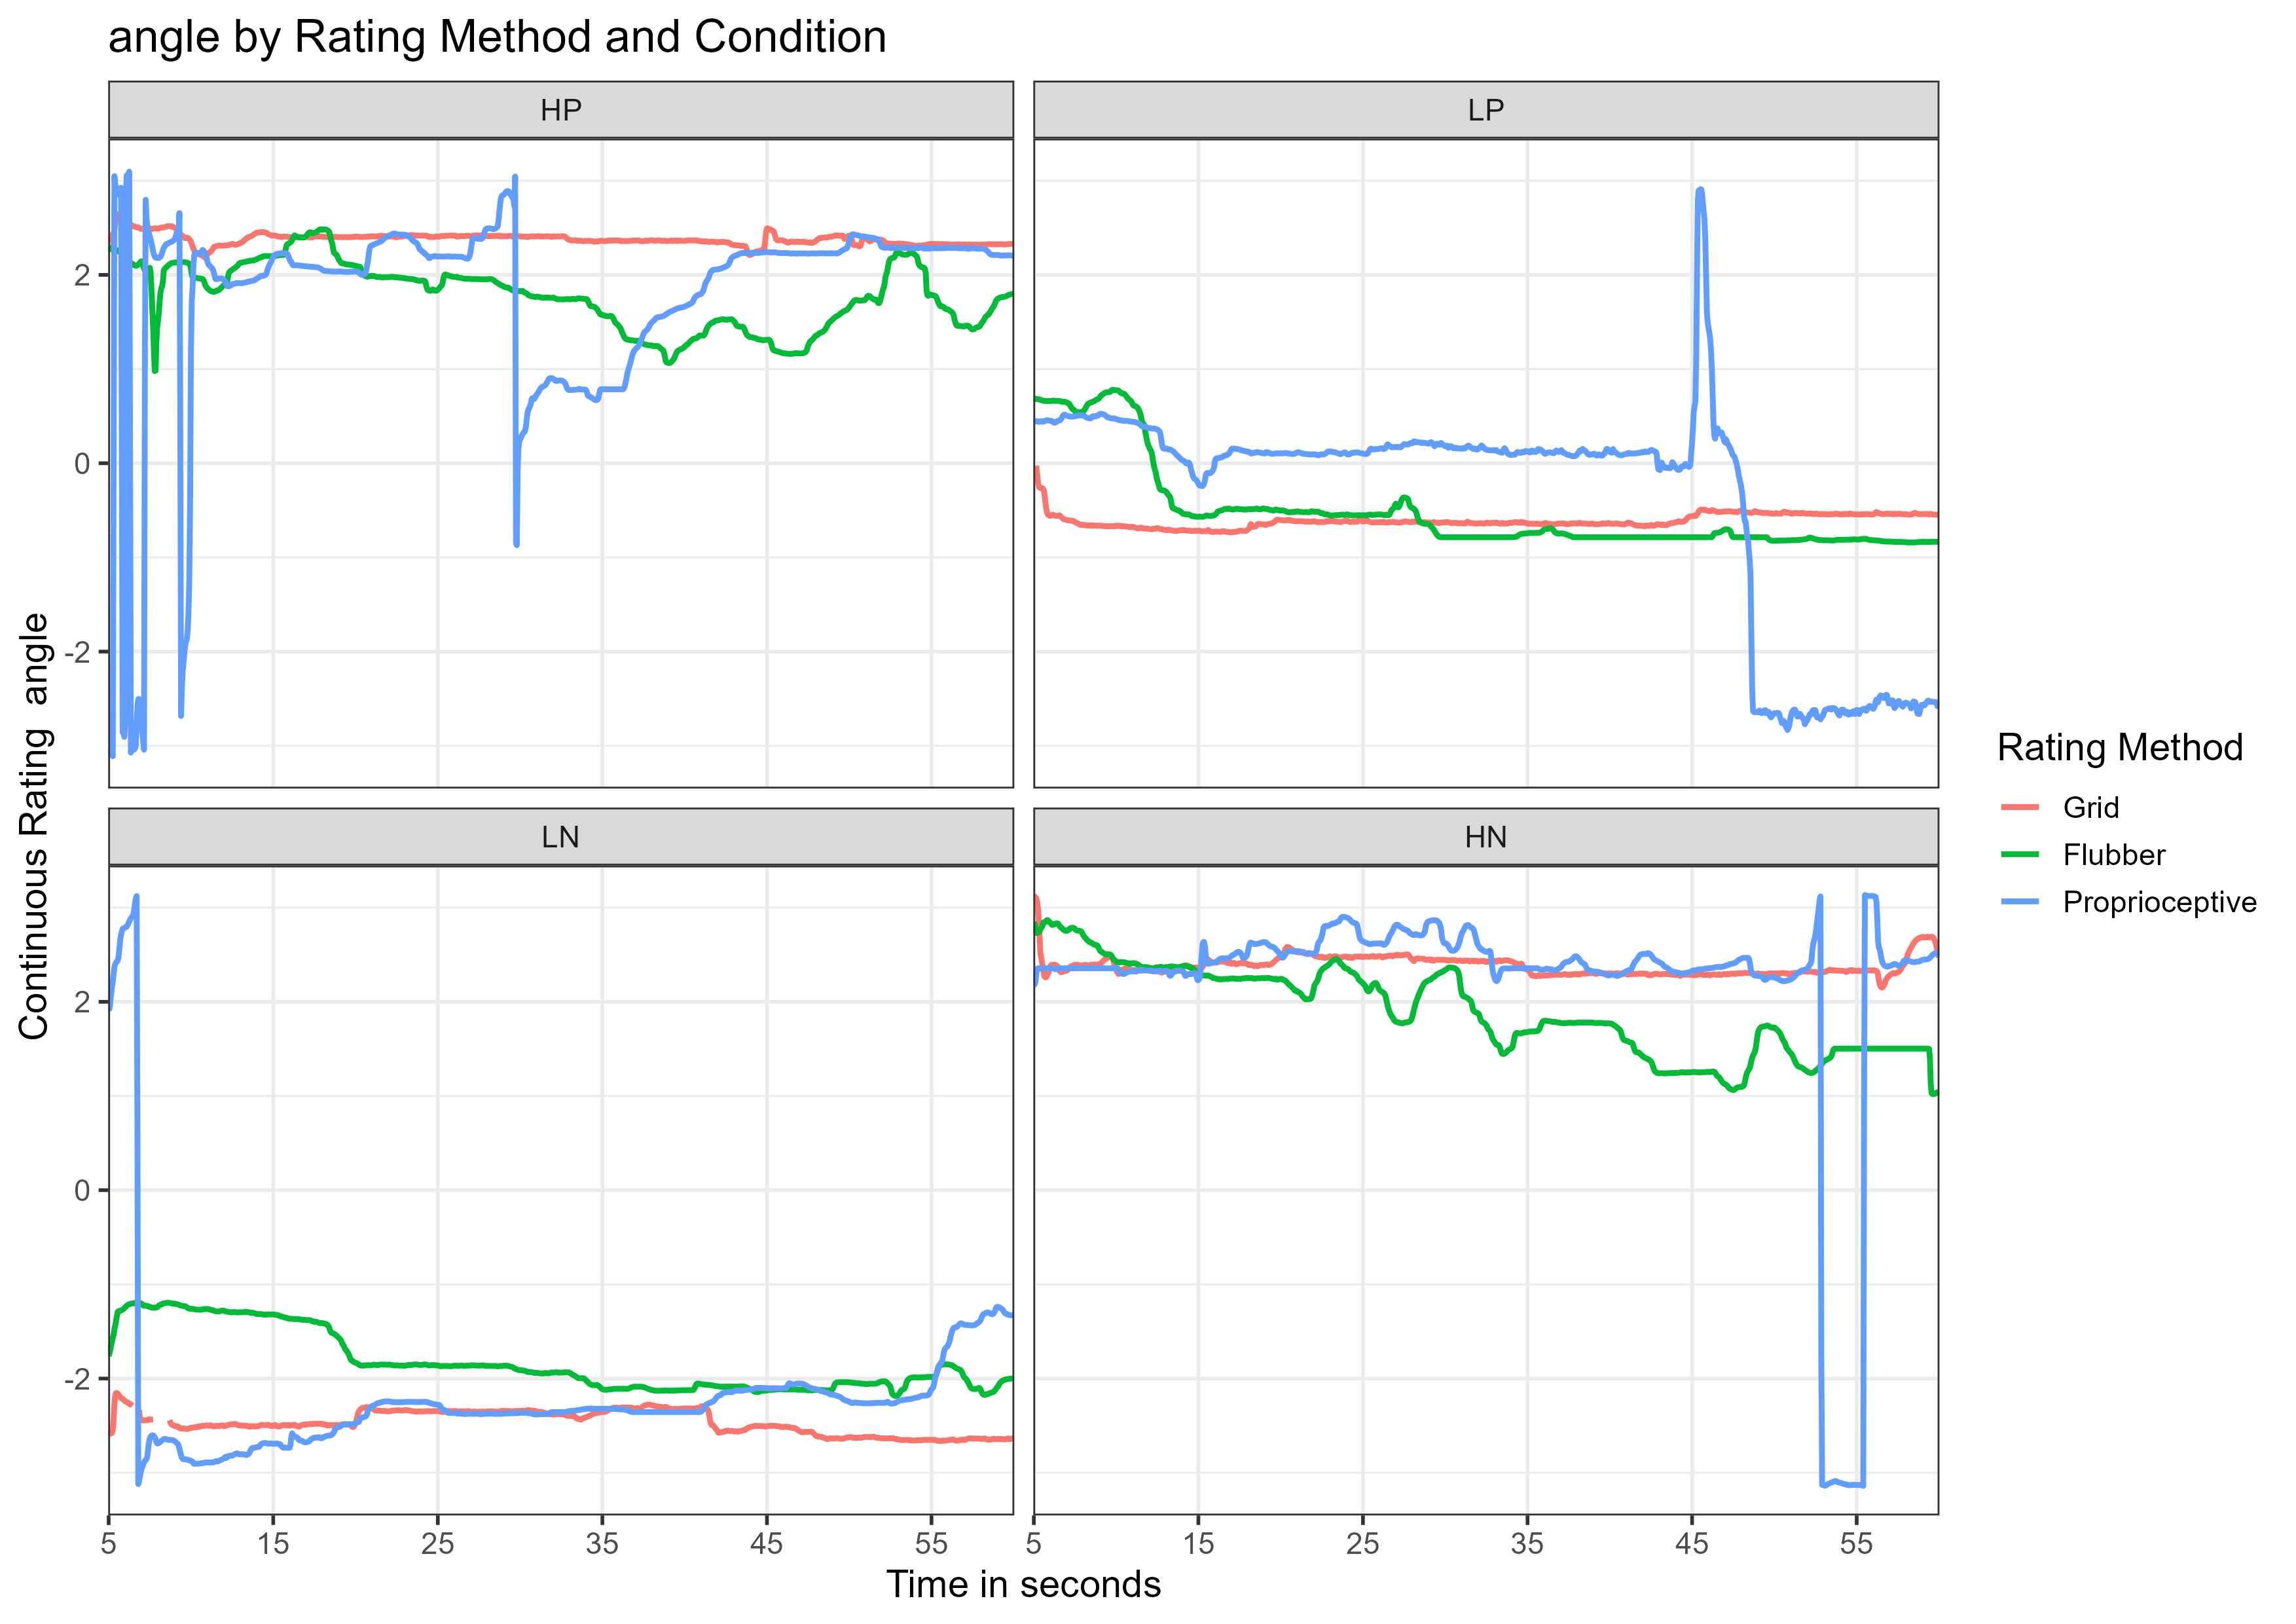 angle by Rating Method and Condition
HP
LP
2
0
-2
LN
HN
2
0
-2
5 15 25 35 45 55 5 15 25 35 45 55
Time in seconds
Continuous Rating  angle
Rating Method
Grid
Flubber
Proprioceptive